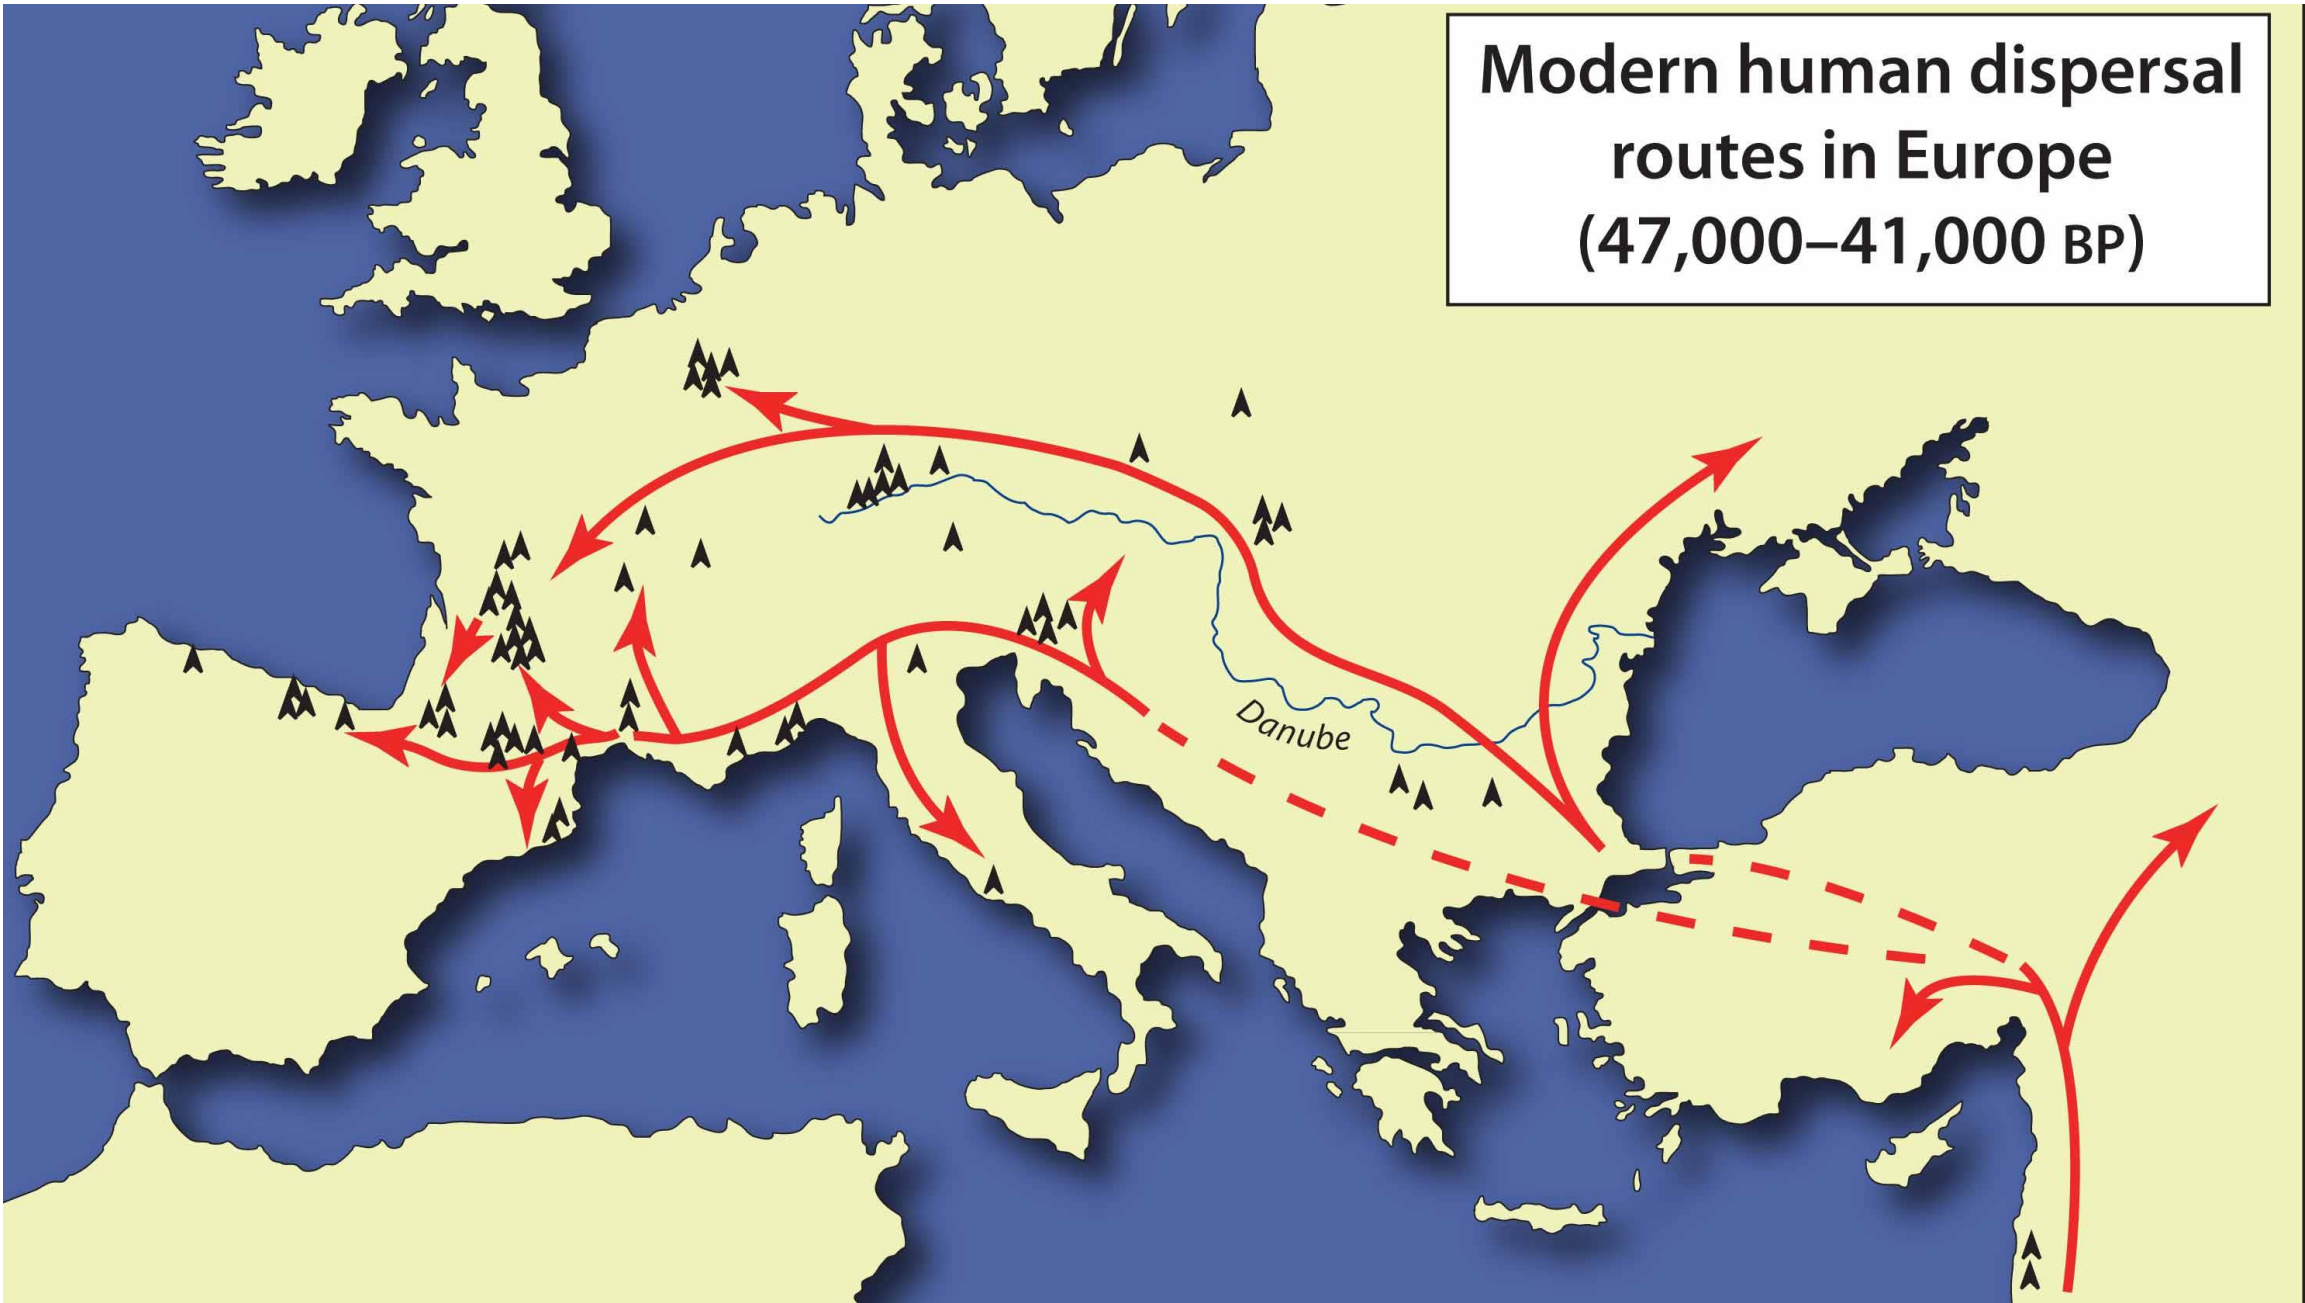 Modern human dispersal
routes in Europe
(47,000–41,000 BP)
Danube